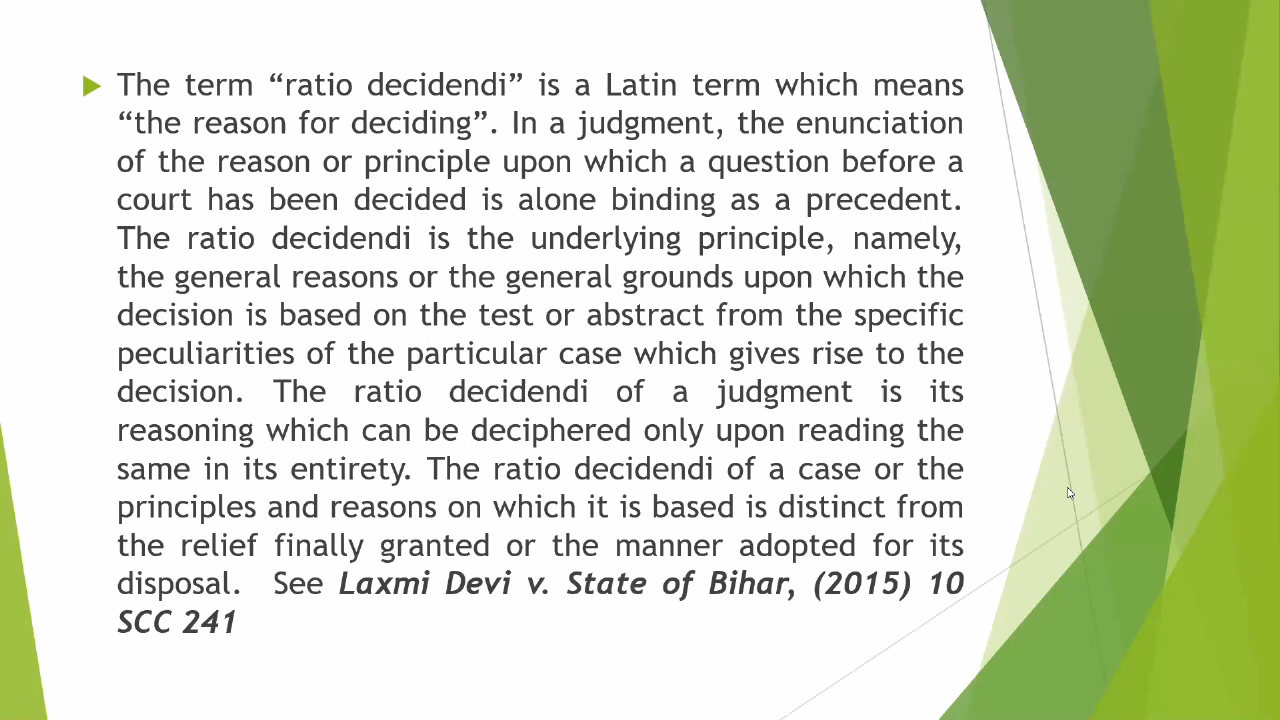 The term “ratio decidendi” is a Latin term which means
“the reason for deciding”. In a judgment, the enunciation
of the reason or principle upon which a question before a
court has been decided is alone binding as a precedent.
The ratio decidendi is the underlying principle, namely,
the general reasons or the general grounds upon which the
decision is based on the test or abstract from the specific
peculiarities of the particular case which gives rise to the
decision. The ratio decidendi of a judgment is its
reasoning which can be deciphered only upon reading the
same in its entirety. The ratio decidendi of a case or the
principles and reasons on which it is based is distinct from
the relief finally granted or the manner adopted for its
disposal. See Laxmi Devi v. State of Bihar, (2015) 10
SCC 241